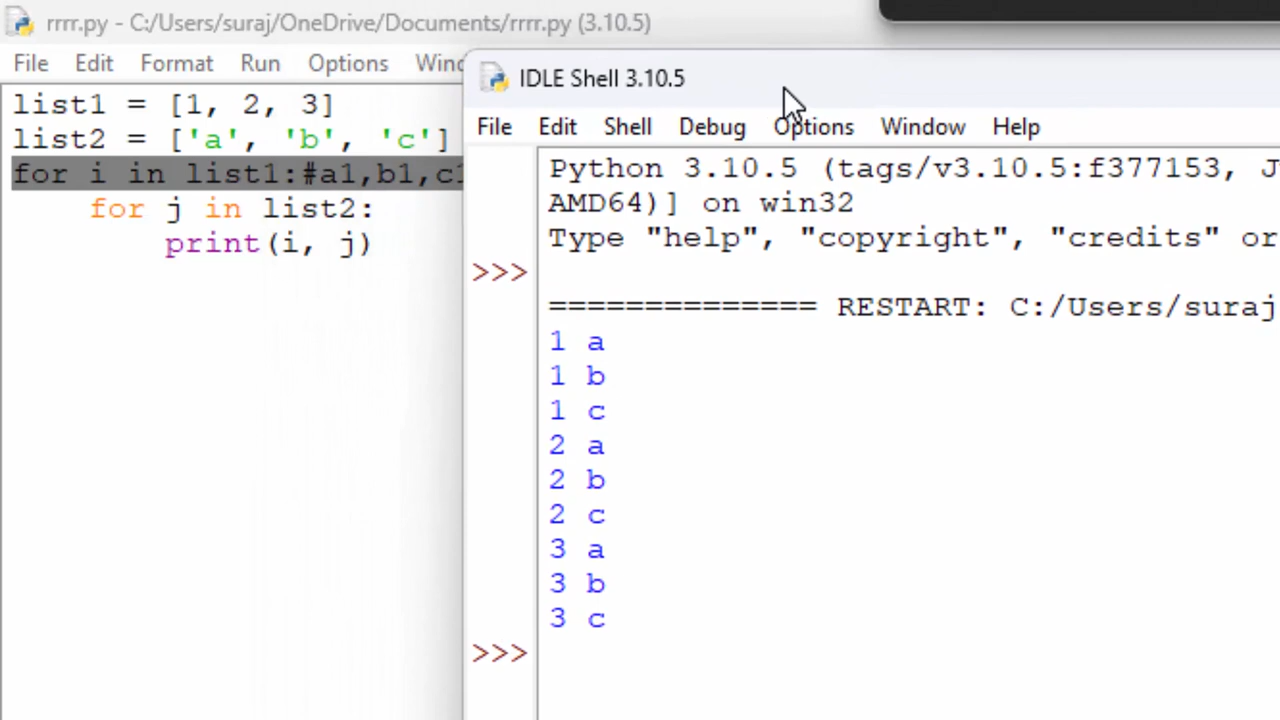 rrrr.py - C:/Users/suraj/OneDrive/Documents/rrrr.py (3.10.5)
File Edit Format Run Options
list1 = [1, 2, 3]
list2 = ['a', 'b', 'c']
for i in list1:#a1,b1,c1
    for j in list2:
        print(i, j)
IDLE Shell 3.10.5
File Edit Shell Debug Options Window Help
Python 3.10.5 (tags/v3.10.5:f377153,
AMD64)] on win32
Type "help", "copyright", "credits" or
>>>
============== RESTART: C:/Users/suraj
1 a
1 b
1 c
2 a
2 b
2 c
3 a
3 b
3 c
>>>